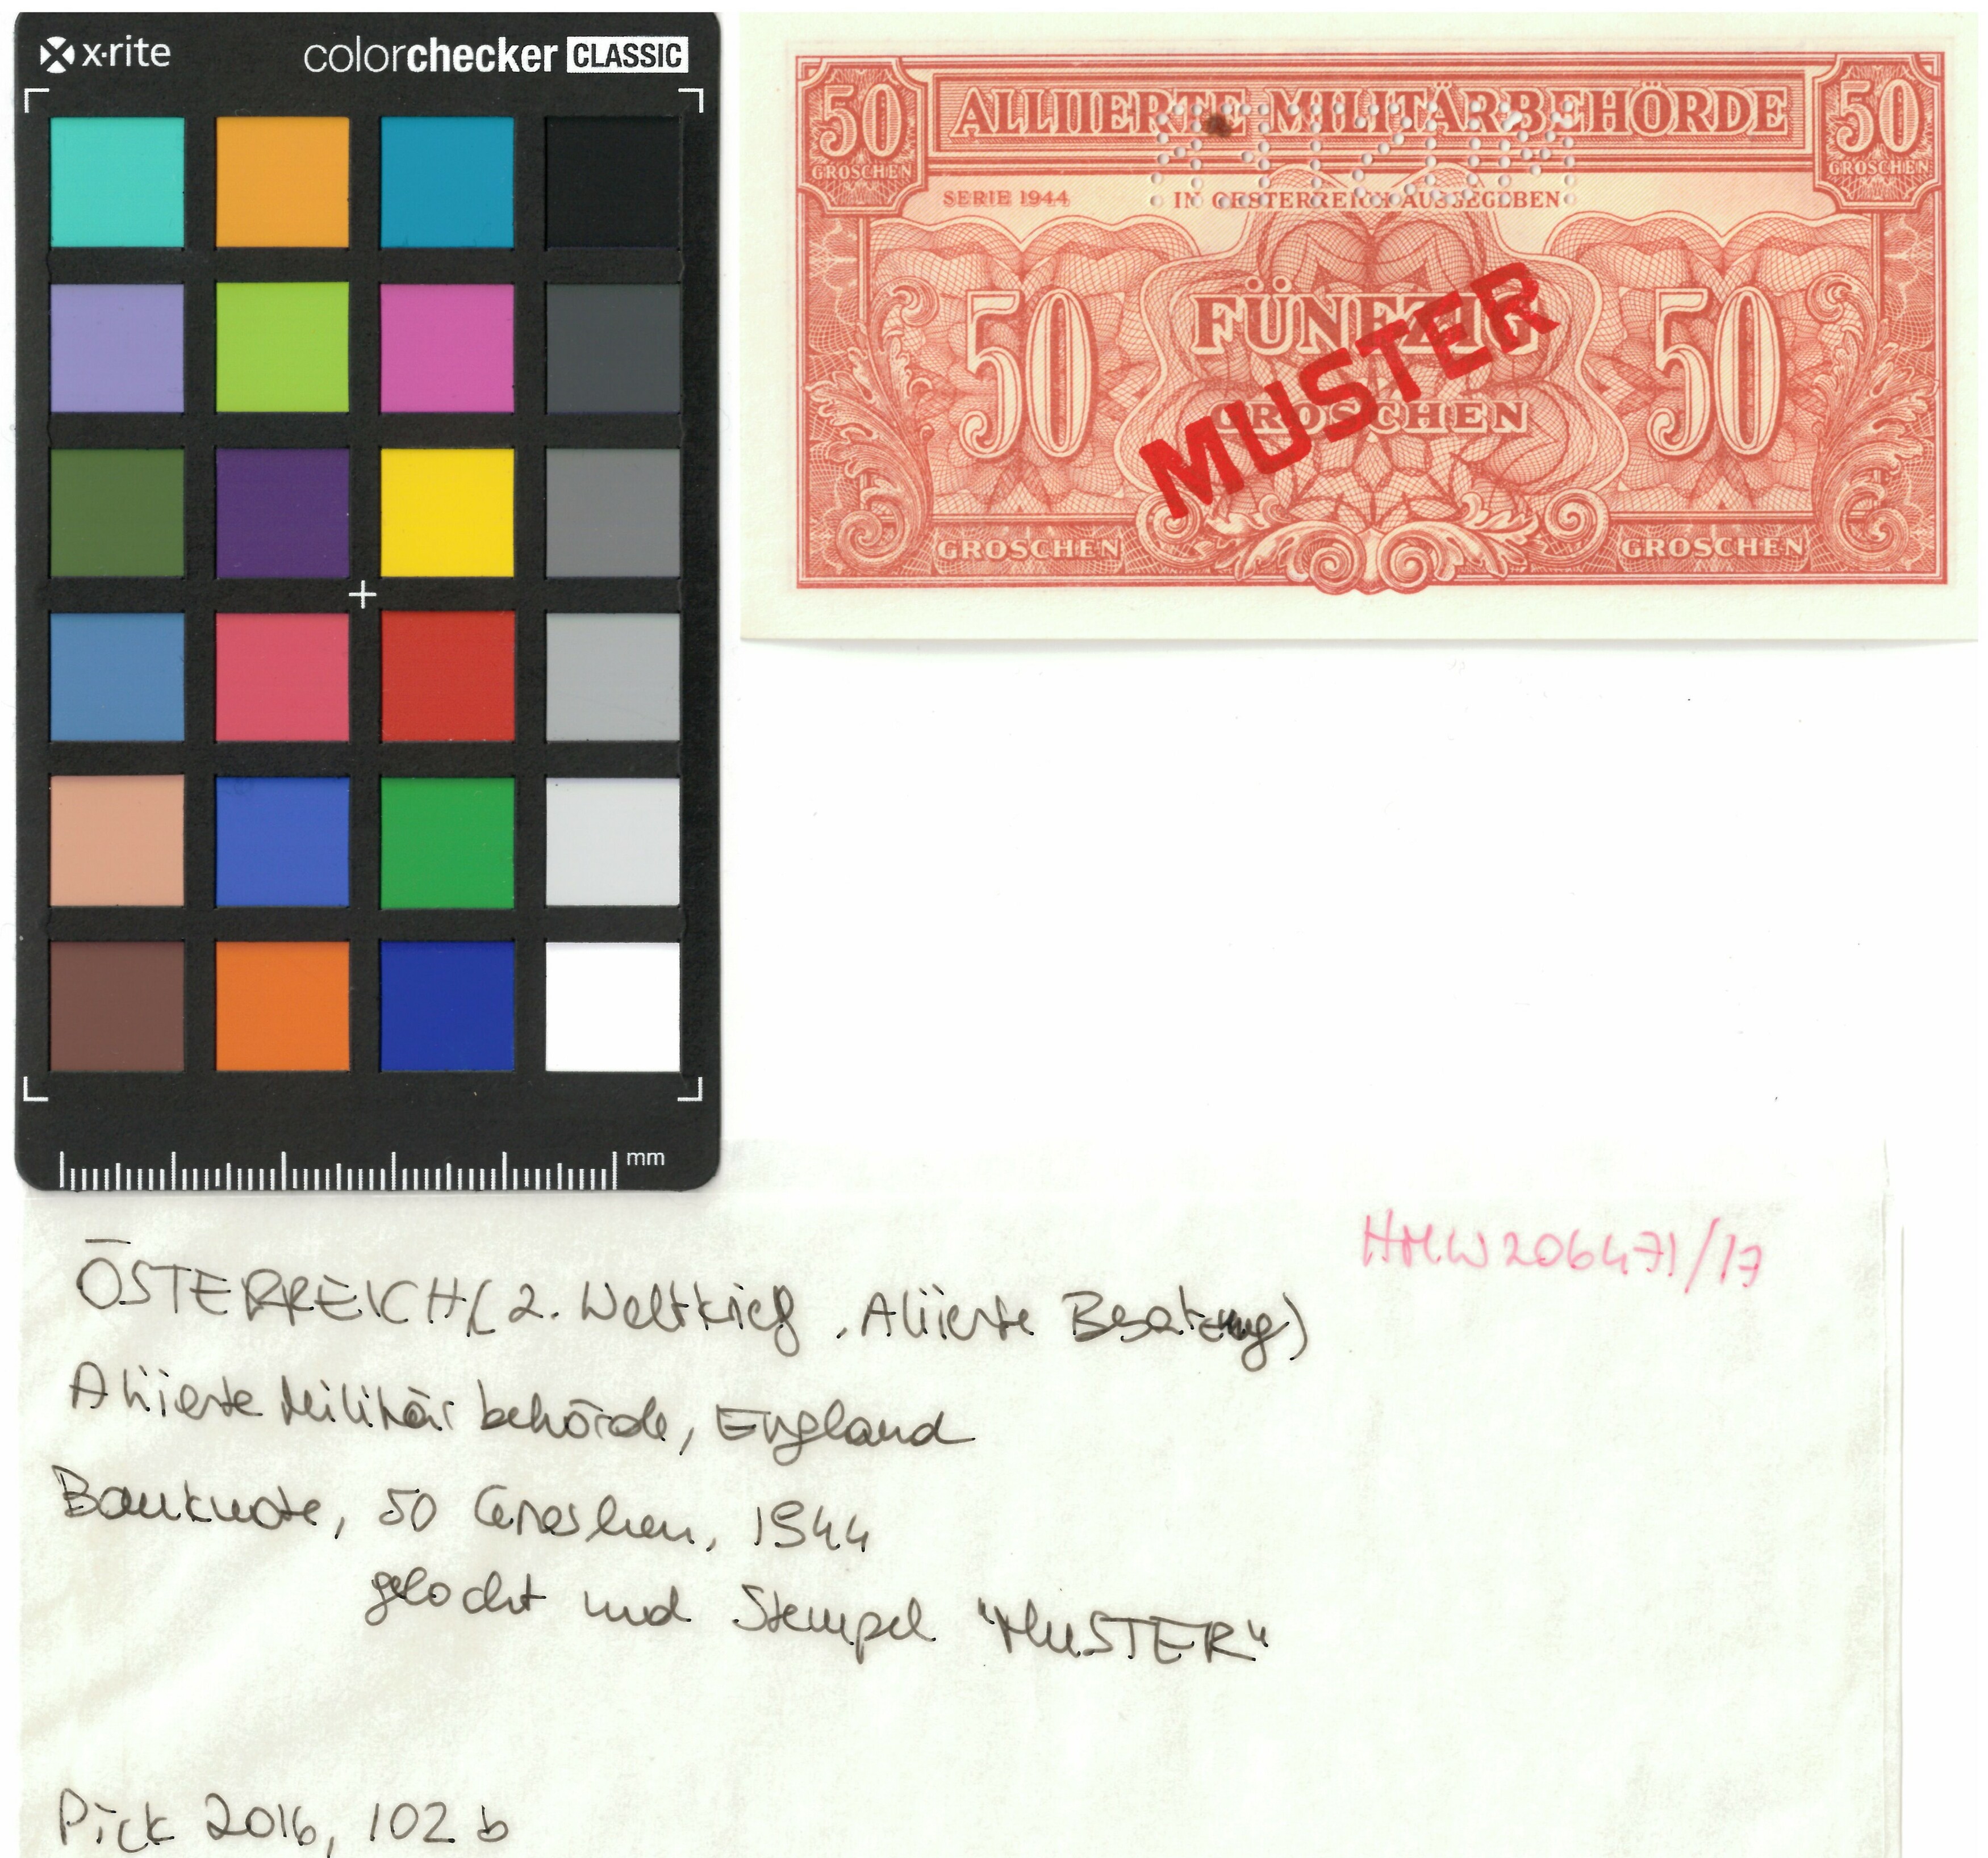 x·rite
colorchecker CLASSIC
mm
50 ALLIIERTE MILITÄRBEHÖRDE 50
GROSCHEN GROSCHEN
SERIE 1944 IN OESTERREICH AUSGEGEBEN
50 FÜNFZIG 50
GROSCHEN
MUSTER
GROSCHEN GROSCHEN
HMW 206471/17
ÖSTERREICH (2. Weltkrieg, Aliierte Besatzung)
Aliierte Militärbehörde, England
Banknote, 50 Groschen, 1944
gelocht und Stempel "MUSTER"
Pick 2016, 102 b